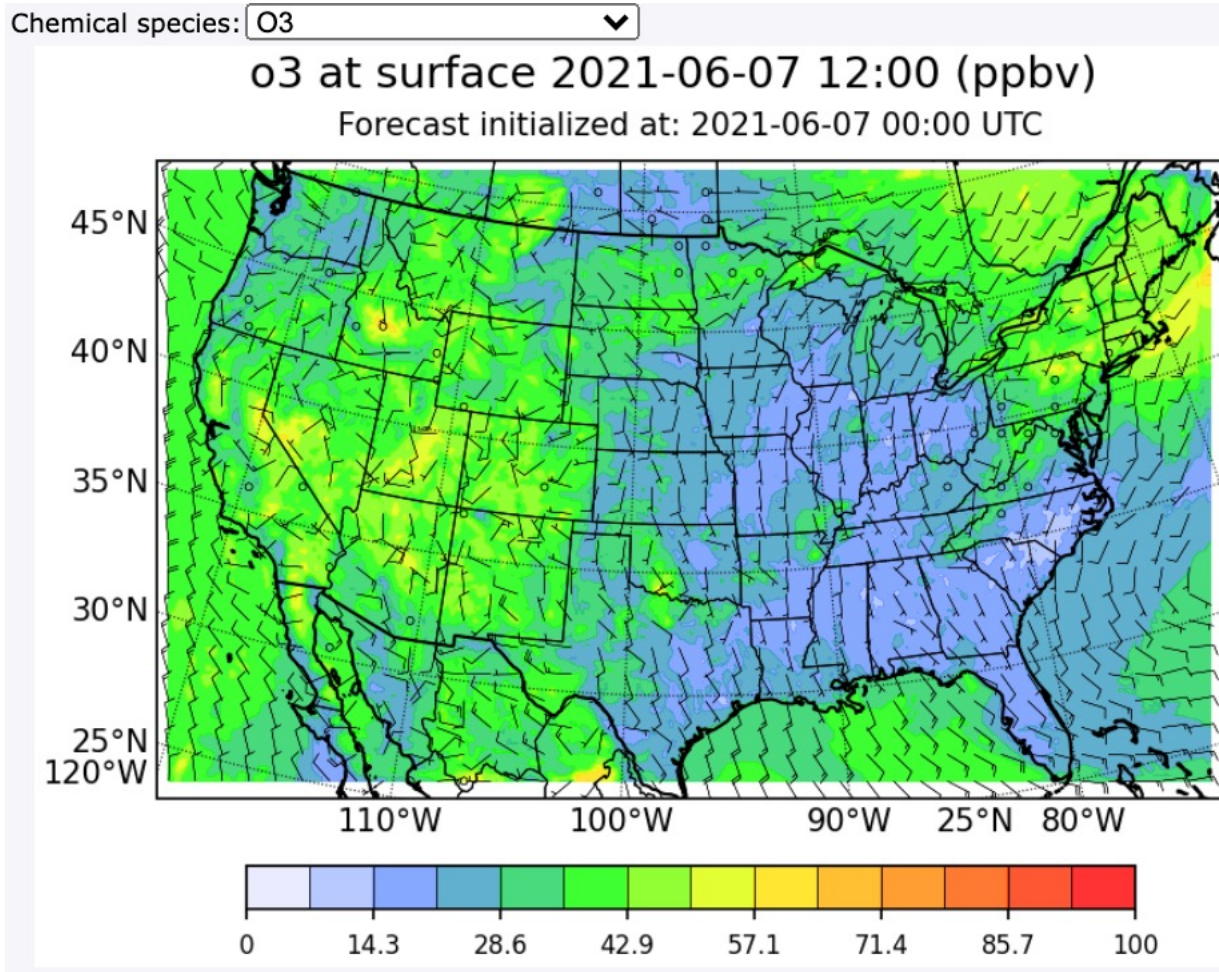 Chemical species: O3
o3 at surface 2021-06-07 12:00 (ppbv)
Forecast initialized at: 2021-06-07 00:00 UTC
45°N
40°N
35°N
30°N
25°N
120°W
110°W 100°W 90°W 25°N 80°W
0 14.3 28.6 42.9 57.1 71.4 85.7 100